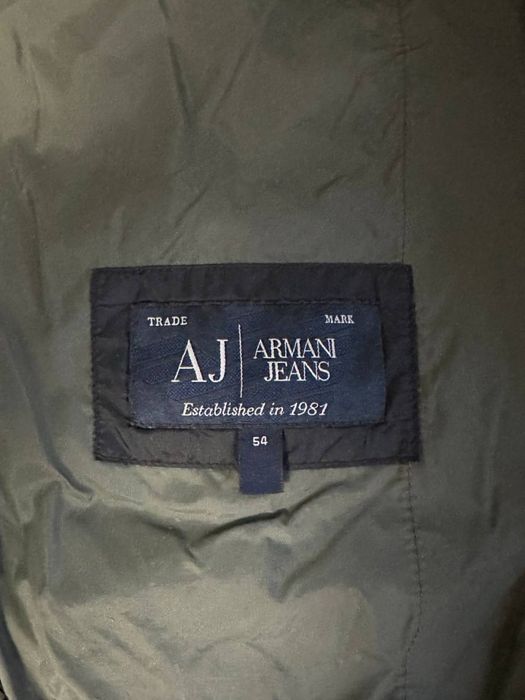 TRADE MARK
AJ ARMANI
JEANS
Established in 1981
54